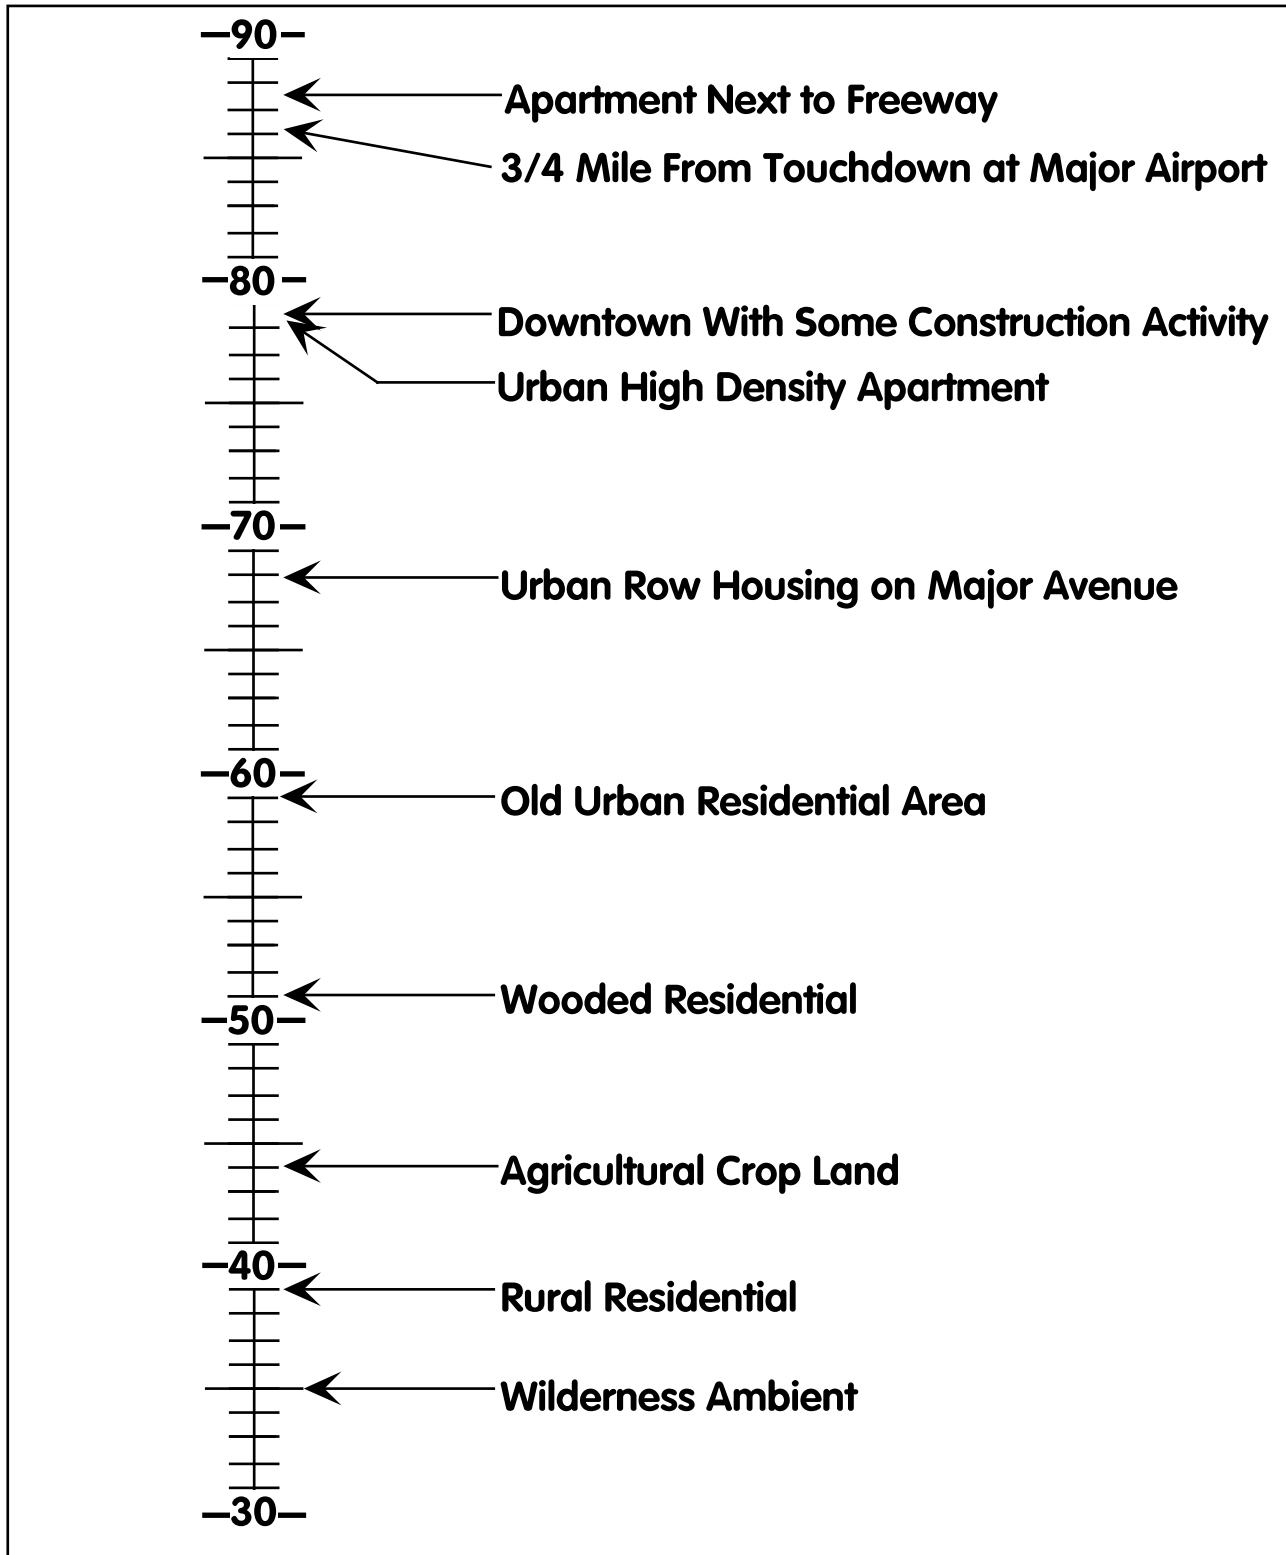 90
Apartment Next to Freeway
3/4 Mile From Touchdown at Major Airport
80
Downtown With Some Construction Activity
Urban High Density Apartment
70
Urban Row Housing on Major Avenue
60
Old Urban Residential Area
Wooded Residential
50
Agricultural Crop Land
40
Rural Residential
Wilderness Ambient
30